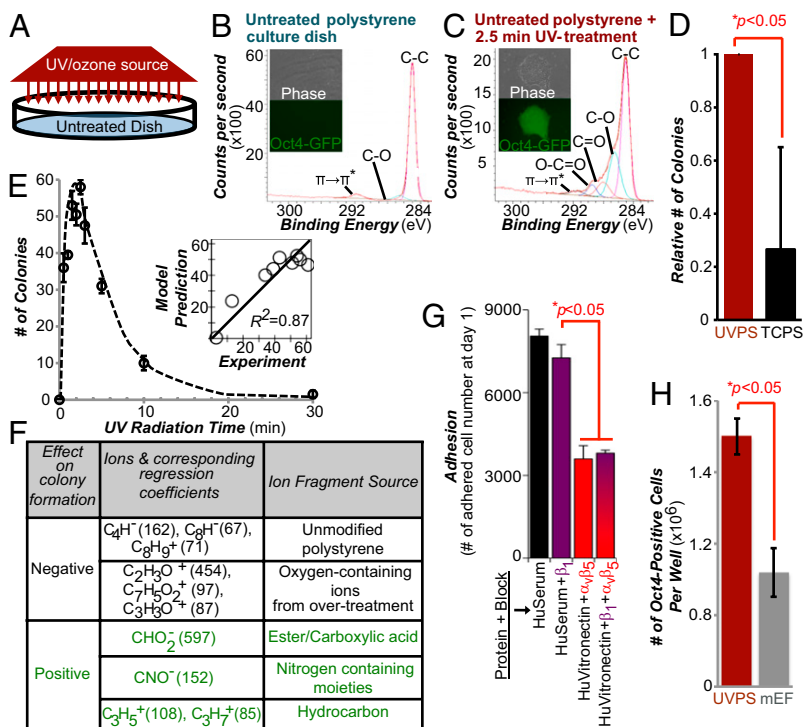 A
UV/ozone source
Untreated Dish
B
Untreated polystyrene
culture dish
Counts per second
(x100)
60
40
20
Phase
Oct4-GFP
C-C
C-O
π→π*
300
292
284
Binding Energy (eV)
C
Untreated polystyrene +
2.5 min UV-treatment
Counts per second
(x100)
20
15
10
5
Phase
Oct4-GFP
C-C
C-O
C=O
O-C=O
π→π*
300
292
284
Binding Energy (eV)
D
*p<0.05
Relative # of Colonies
1
0.8
0.6
0.4
0.2
0
UVPS TCPS
E
# of Colonies
60
50
40
30
20
10
0
0
10
20
30
UV Radiation Time (min)
Model
Prediction
60
40
20
0
0 20 40 60
R²=0.87
Experiment
F
Effect
on
colony
formation
Ions & corresponding
regression
coefficients
Ion Fragment Source
Negative
C₄H⁻(162), C₈H⁻(67),
C₈H₉⁺(71)
Unmodified
polystyrene
C₂H₃O⁺(454),
C₇H₅O₂⁺(97),
C₃H₃O⁺(87)
Oxygen-containing
ions
from over-treatment
Positive
CHO₂⁻(597)
Ester/Carboxylic acid
CNO⁻(152)
Nitrogen containing
moieties
C₃H₅⁺(108), C₃H₇⁺(85)
Hydrocarbon
G
*p<0.05
Adhesion
(# of adhered cell number at day 1)
9000
6000
3000
0
Protein + Block
HuSerum
HuSerum+β₁
HuVitronectin+αᵥβ₅
HuVitronectin+β₁+αᵥβ₅
H
*p<0.05
# of Oct4-Positive Cells
Per Well (x10⁶)
1.6
1.2
0.8
0
UVPS mEF